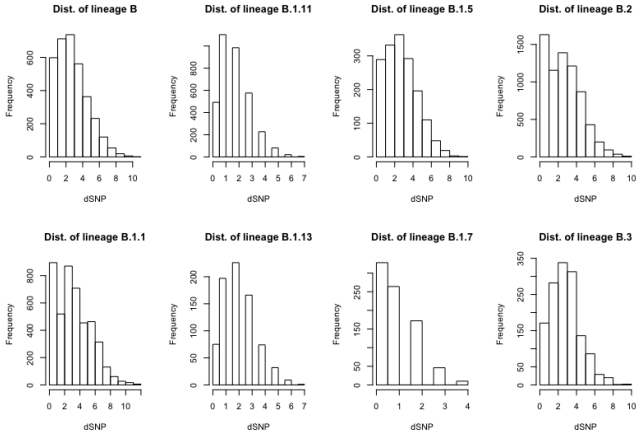 Dist. of lineage B
Frequency
0 200 400 600
0 2 4 6 8 10
dSNP
Dist. of lineage B.1.11
Frequency
0 200 400 600 800
0 1 2 3 4 5 6 7
dSNP
Dist. of lineage B.1.5
Frequency
0 100 200 300
0 2 4 6 8 10
dSNP
Dist. of lineage B.2
Frequency
0 500 1000 1500
0 2 4 6 8 10
dSNP
Dist. of lineage B.1.1
Frequency
0 200 400 600 800
0 2 4 6 8 10
dSNP
Dist. of lineage B.1.13
Frequency
0 50 100 150 200
0 1 2 3 4 5 6 7
dSNP
Dist. of lineage B.1.7
Frequency
0 50 150 250
0 1 2 3 4
dSNP
Dist. of lineage B.3
Frequency
0 50 150 250 350
0 2 4 6 8 10
dSNP